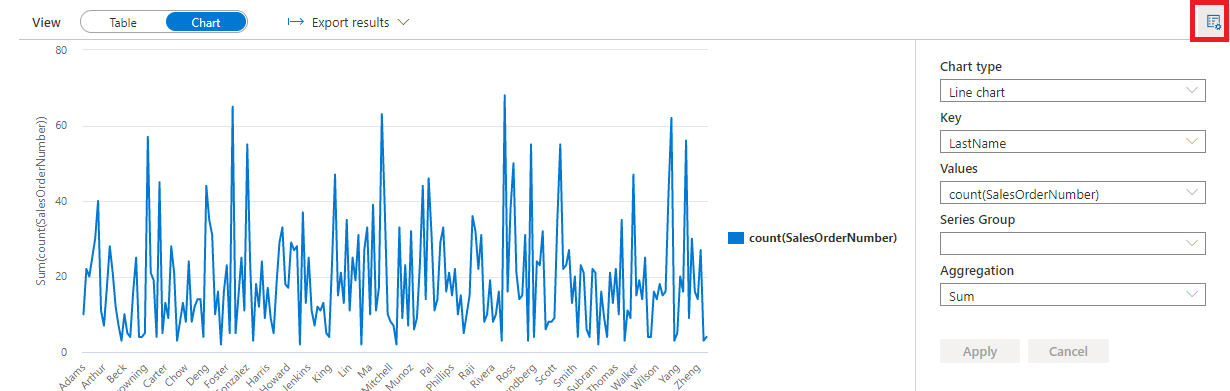 View
Table
Chart
Export results
80
60
40
20
0
Sum(count(SalesOrderNumber))
Adams
Arthur
Beck
Browning
Carter
Chow
Deng
Foster
Gonzalez
Harris
Howard
Jenkins
King
Lin
Ma
Mitchell
Munoz
Pal
Phillips
Raji
Rivera
Ross
ndberg
Scott
Smith
Subram
Thomas
Walker
Wilson
Yang
Zheng
count(SalesOrderNumber)
Chart type
Line chart
Key
LastName
Values
count(SalesOrderNumber)
Series Group
Aggregation
Sum
Apply
Cancel